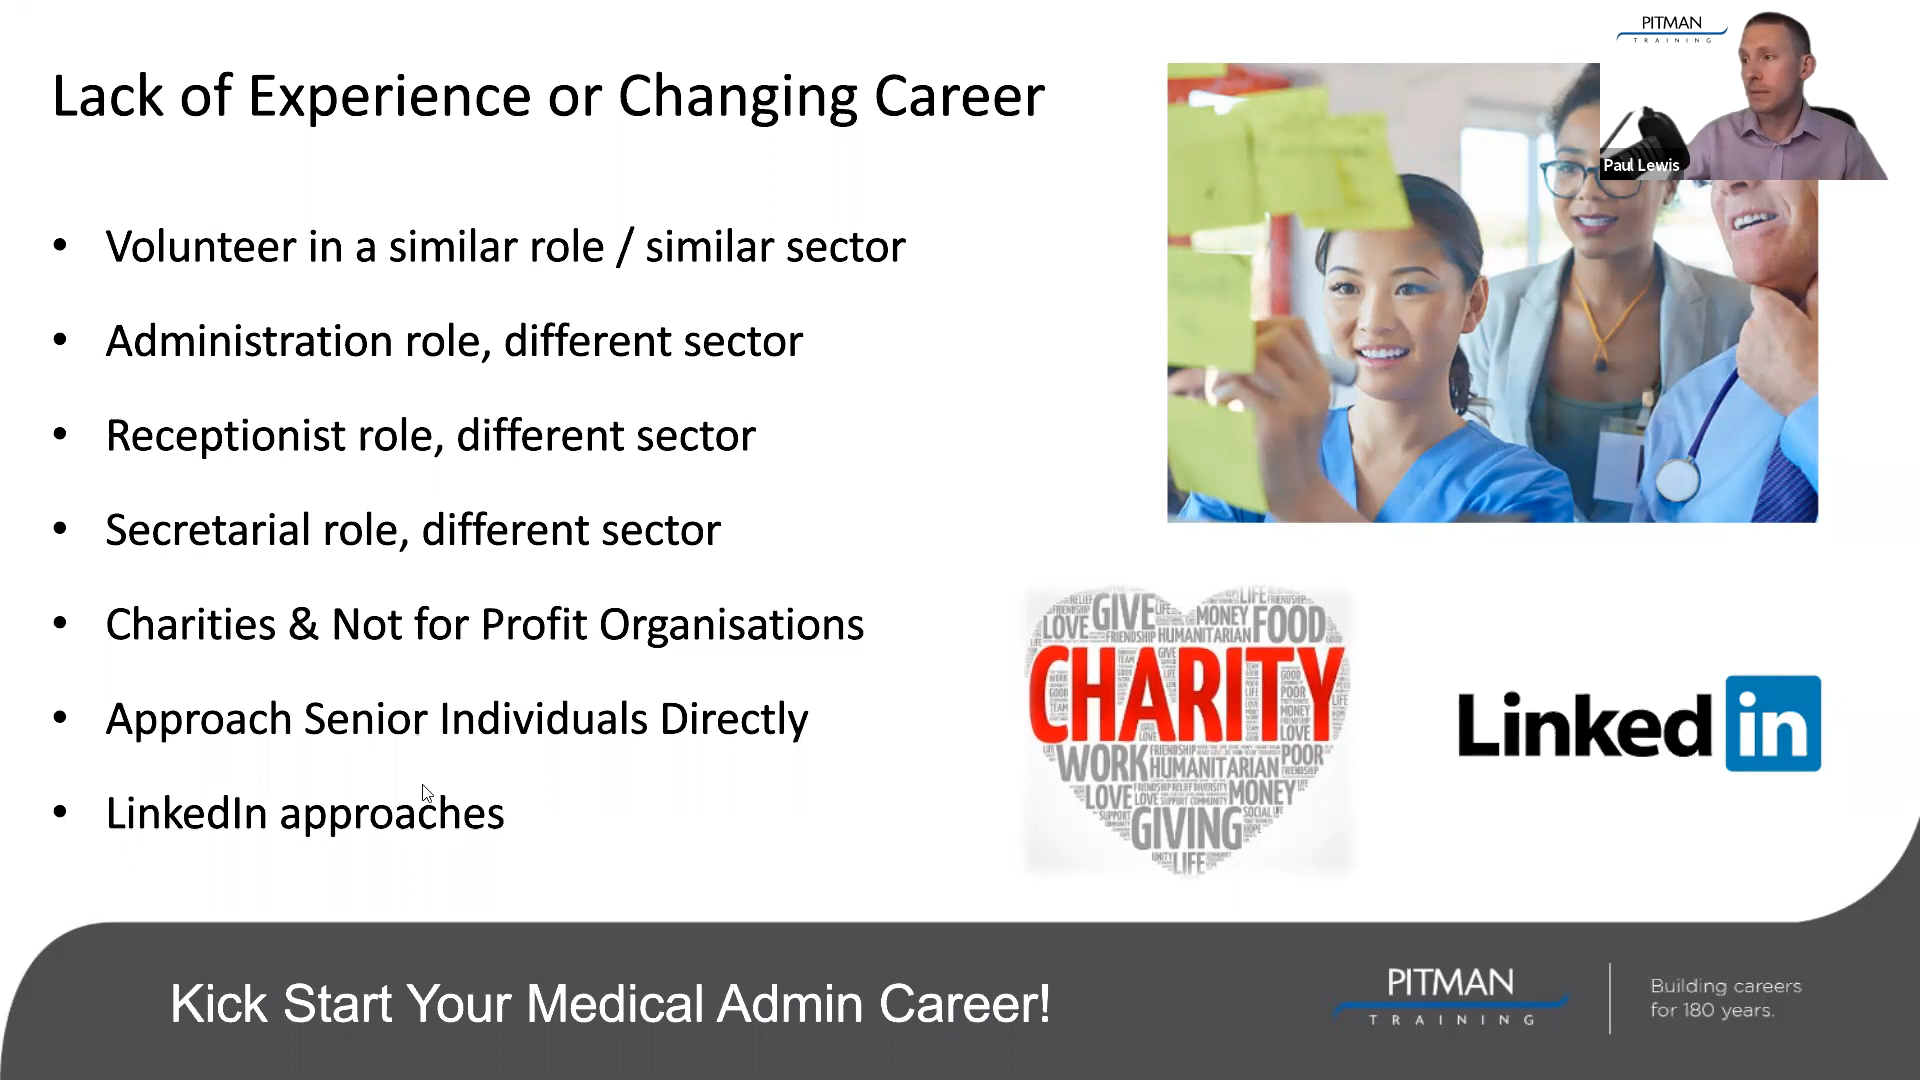 PITMAN
TRAINING
Paul Lewis
Lack of Experience or Changing Career
• Volunteer in a similar role / similar sector
• Administration role, different sector
• Receptionist role, different sector
• Secretarial role, different sector
• Charities & Not for Profit Organisations
• Approach Senior Individuals Directly
• LinkedIn approaches
GIVE
MONEY
FOOD
LOVE
FRIENDSHIP HUMANITARIAN
CHARITY
WORK
HUMANITARIAN
POOR
LOVE
MONEY
GIVING
LIFE
Linked in
Kick Start Your Medical Admin Career!
PITMAN
TRAINING
Building careers
for 180 years.